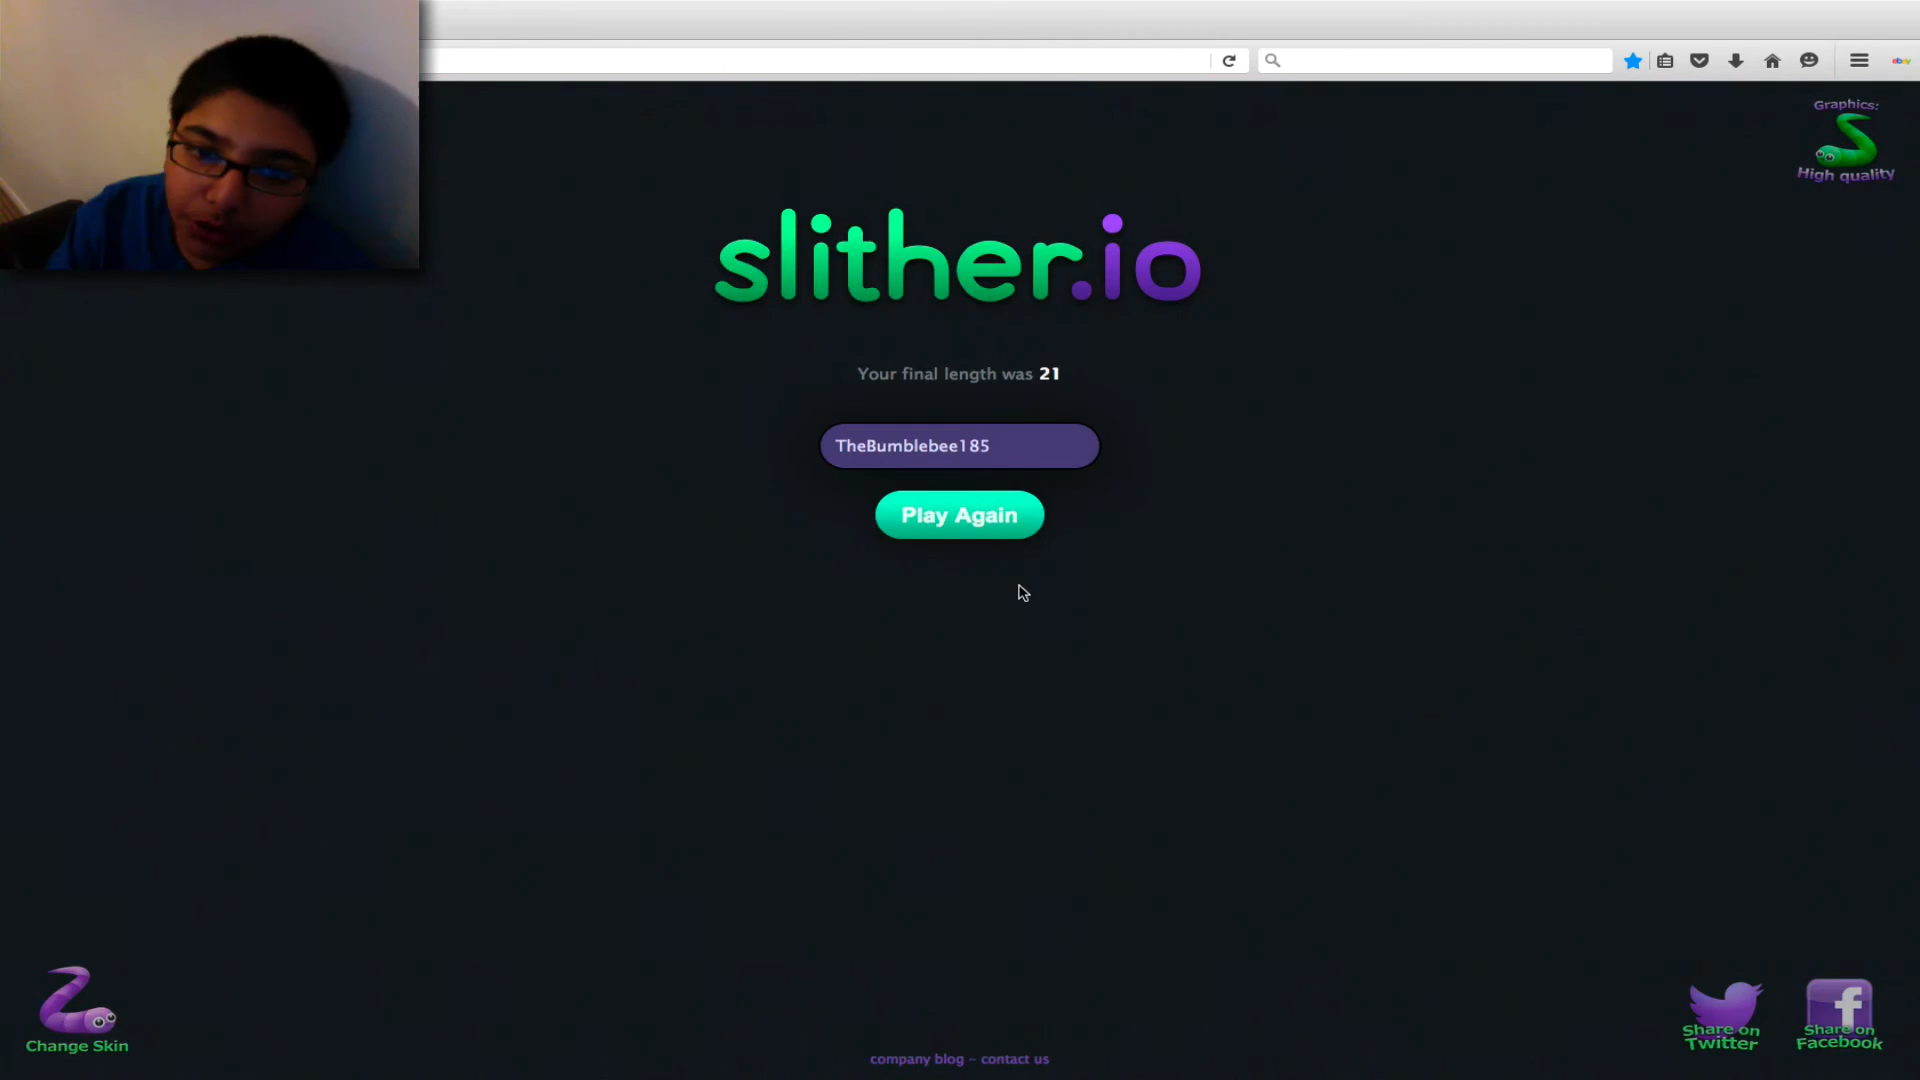 ebay
Graphics:
High quality
slither.io
Your final length was 21
TheBumblebee185
Play Again
Change Skin
Share on
Twitter
Share on
Facebook
company blog - contact us